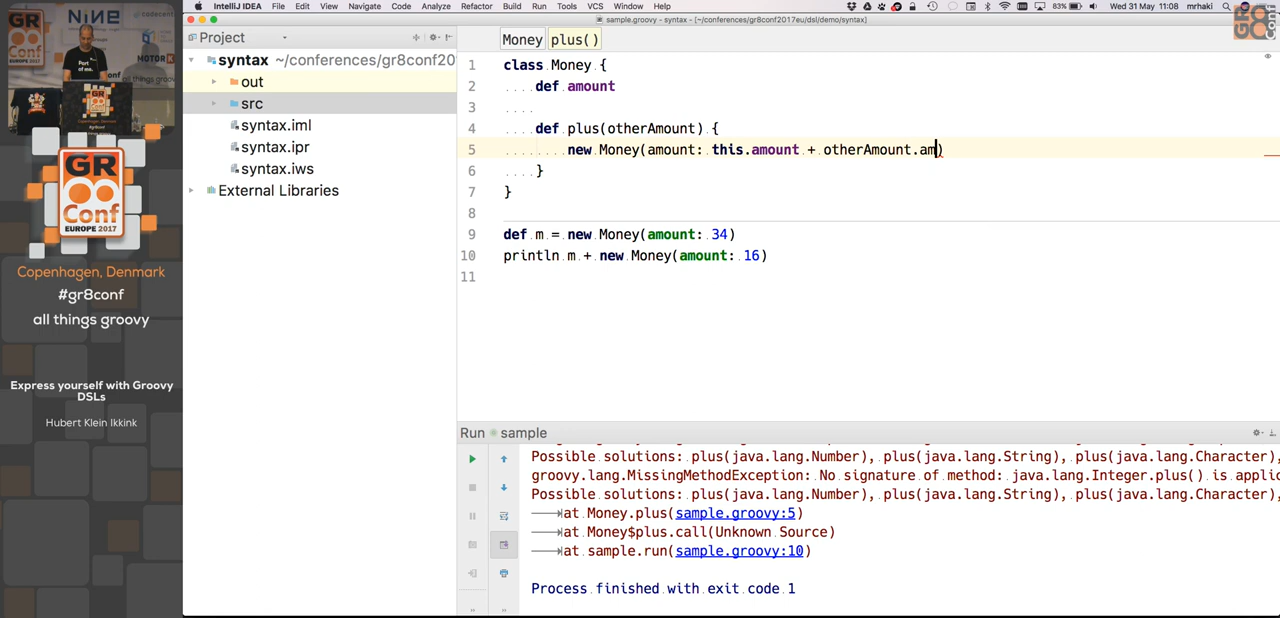 IntelliJ IDEA File Edit View Navigate Code Analyze Refactor Build Run Tools VCS Window Help 83% Wed 31 May 11:08 mrhaki
sample.groovy - syntax - [~/conferences/gr8conf2017eu/dsl/demo/syntax]
Project
Money plus()
syntax ~/conferences/gr8conf20
out
src
syntax.iml
syntax.ipr
syntax.iws
External Libraries
1 class Money {
2 def amount
3
4 def plus(otherAmount) {
5 new Money(amount: this.amount + otherAmount.am)
6 }
7 }
8
9 def m = new Money(amount: 34)
10 println m + new Money(amount: 16)
11
Run sample
Possible solutions: plus(java.lang.Number), plus(java.lang.String), plus(java.lang.Character),
groovy.lang.MissingMethodException: No signature of method: java.lang.Integer.plus() is applic
Possible solutions: plus(java.lang.Number), plus(java.lang.String), plus(java.lang.Character),
at Money.plus(sample.groovy:5)
at Money$plus.call(Unknown Source)
at sample.run(sample.groovy:10)
Process finished with exit code 1
GR
Conf
EUROPE 2017
Copenhagen, Denmark
#gr8conf
all things groovy
Express yourself with Groovy
DSLs
Hubert Klein Ikkink